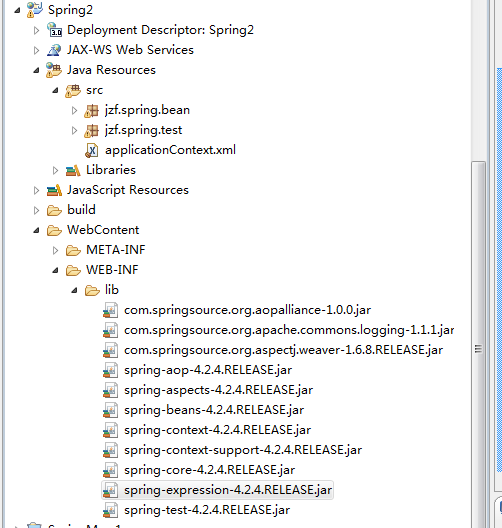 Spring2
Deployment Descriptor: Spring2
JAX-WS Web Services
Java Resources
src
jzf.spring.bean
jzf.spring.test
applicationContext.xml
Libraries
JavaScript Resources
build
WebContent
META-INF
WEB-INF
lib
com.springsource.org.aopalliance-1.0.0.jar
com.springsource.org.apache.commons.logging-1.1.1.jar
com.springsource.org.aspectj.weaver-1.6.8.RELEASE.jar
spring-aop-4.2.4.RELEASE.jar
spring-aspects-4.2.4.RELEASE.jar
spring-beans-4.2.4.RELEASE.jar
spring-context-4.2.4.RELEASE.jar
spring-context-support-4.2.4.RELEASE.jar
spring-core-4.2.4.RELEASE.jar
spring-expression-4.2.4.RELEASE.jar
spring-test-4.2.4.RELEASE.jar